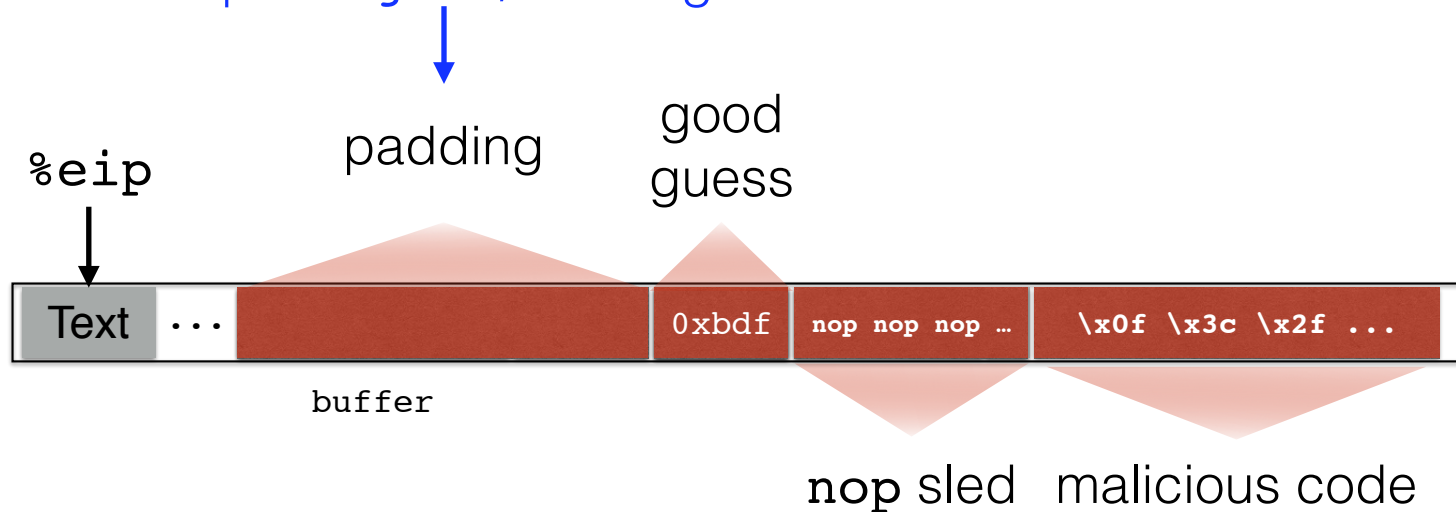 padding
good
guess
%eip
Text ... 0xbdf nop nop nop … \x0f \x3c \x2f ...
buffer
nop sled malicious code